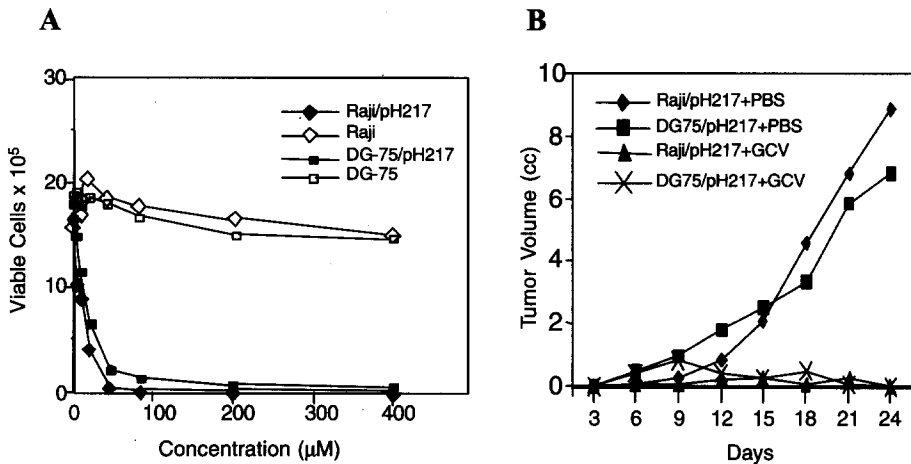 A
30
20
10
0
Viable Cells x 10⁵
Raji/pH217
Raji
DG-75/pH217
DG-75
0 100 200 300 400
Concentration (µM)
B
10
8
6
4
2
0
Tumor Volume (cc)
Raji/pH217+PBS
DG75/pH217+PBS
Raji/pH217+GCV
DG75/pH217+GCV
3 6 9 12 15 18 21 24
Days